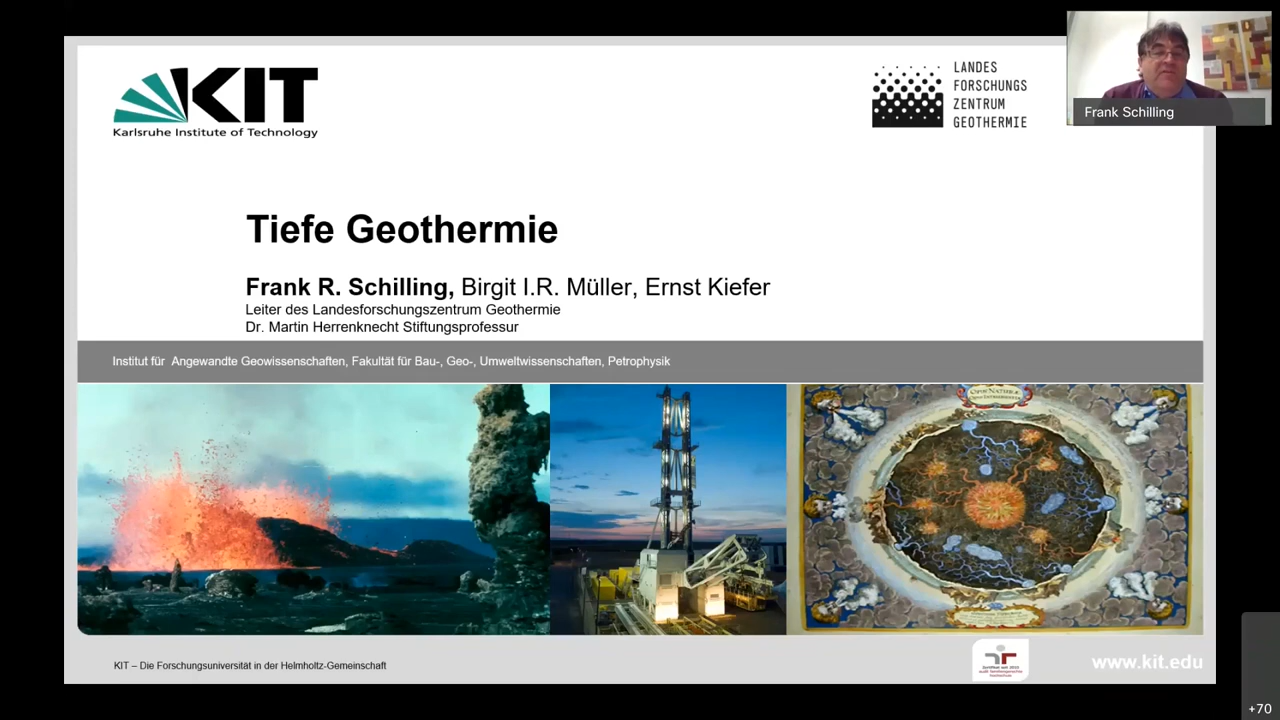 KIT
Karlsruhe Institute of Technology
LANDES
FORSCHUNGS
ZENTRUM
GEOTHERMIE
Frank Schilling
Tiefe Geothermie
Frank R. Schilling, Birgit I.R. Müller, Ernst Kiefer
Leiter des Landesforschungszentrum Geothermie
Dr. Martin Herrenknecht Stiftungsprofessur
Institut für Angewandte Geowissenschaften, Fakultät für Bau-, Geo-, Umweltwissenschaften, Petrophysik
KIT – Die Forschungsuniversität in der Helmholtz-Gemeinschaft
www.kit.edu
+70